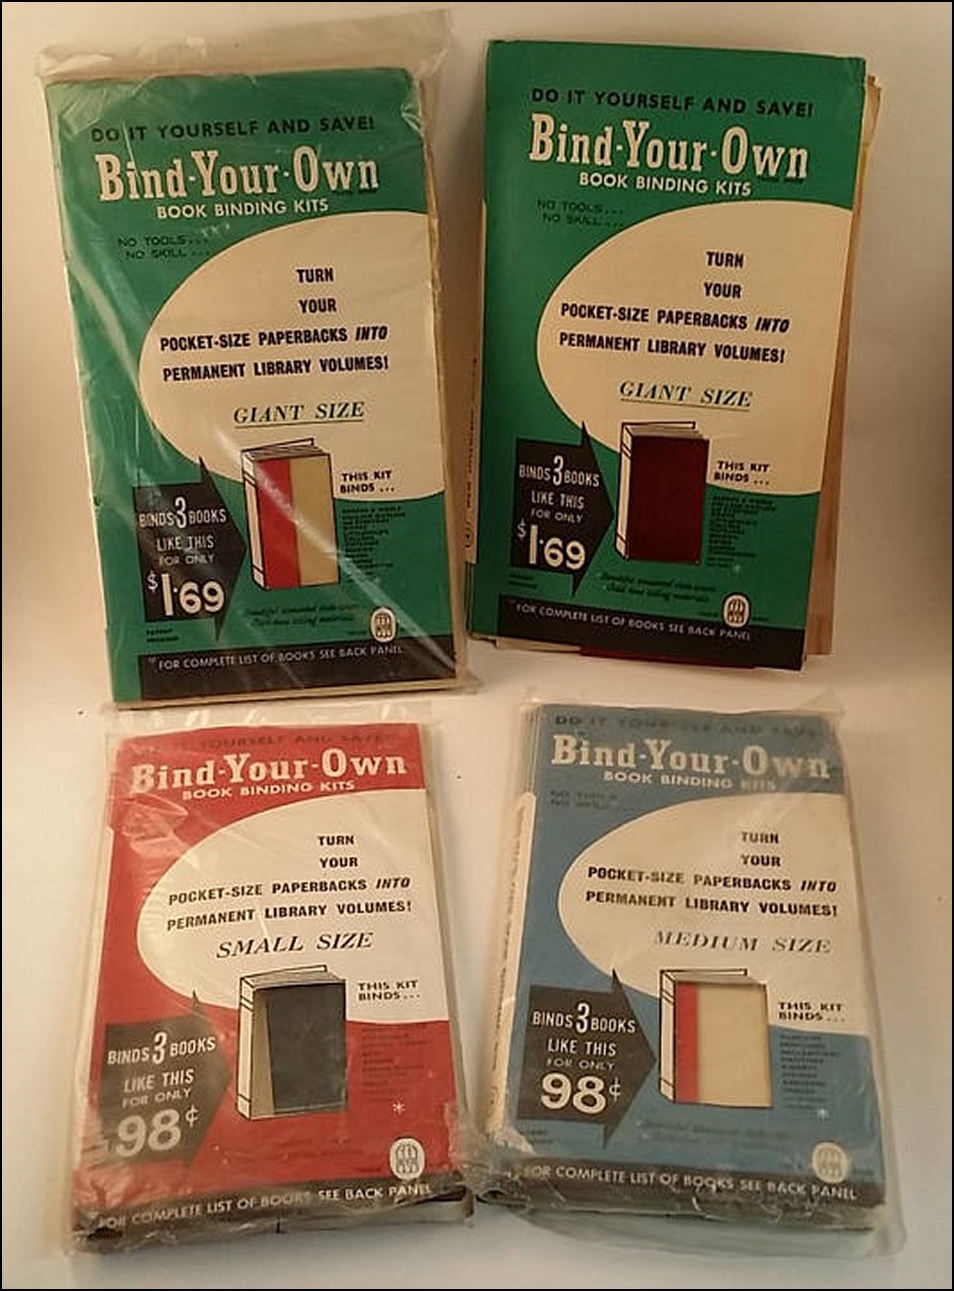 DO IT YOURSELF AND SAVE!
Bind-Your-Own
BOOK BINDING KITS
NO TOOLS...
NO SKILL...
TURN
YOUR
POCKET-SIZE PAPERBACKS INTO
PERMANENT LIBRARY VOLUMES!
GIANT SIZE
THIS KIT
BINDS ...
BINDS 3 BOOKS
LIKE THIS
FOR ONLY
$1.69
FOR COMPLETE LIST OF BOOKS SEE BACK PANEL
DO IT YOURSELF AND SAVE!
Bind-Your-Own
BOOK BINDING KITS
NO TOOLS...
NO SKILL...
TURN
YOUR
POCKET-SIZE PAPERBACKS INTO
PERMANENT LIBRARY VOLUMES!
GIANT SIZE
THIS KIT
BINDS ...
BINDS 3 BOOKS
LIKE THIS
FOR ONLY
$1.69
FOR COMPLETE LIST OF BOOKS SEE BACK PANEL
YOURSELF AND SAVE!
Bind-Your-Own
BOOK BINDING KITS
TURN
YOUR
POCKET-SIZE PAPERBACKS INTO
PERMANENT LIBRARY VOLUMES!
SMALL SIZE
THIS KIT
BINDS...
BINDS 3 BOOKS
LIKE THIS
FOR ONLY
98¢
*
FOR COMPLETE LIST OF BOOKS SEE BACK PANEL
DO IT YOURSELF AND SAVE
Bind-Your-Own
BOOK BINDING KITS
TURN
YOUR
POCKET-SIZE PAPERBACKS INTO
PERMANENT LIBRARY VOLUMES!
MEDIUM SIZE
THIS KIT
BINDS...
BINDS 3 BOOKS
LIKE THIS
FOR ONLY
98¢
*
FOR COMPLETE LIST OF BOOKS SEE BACK PANEL